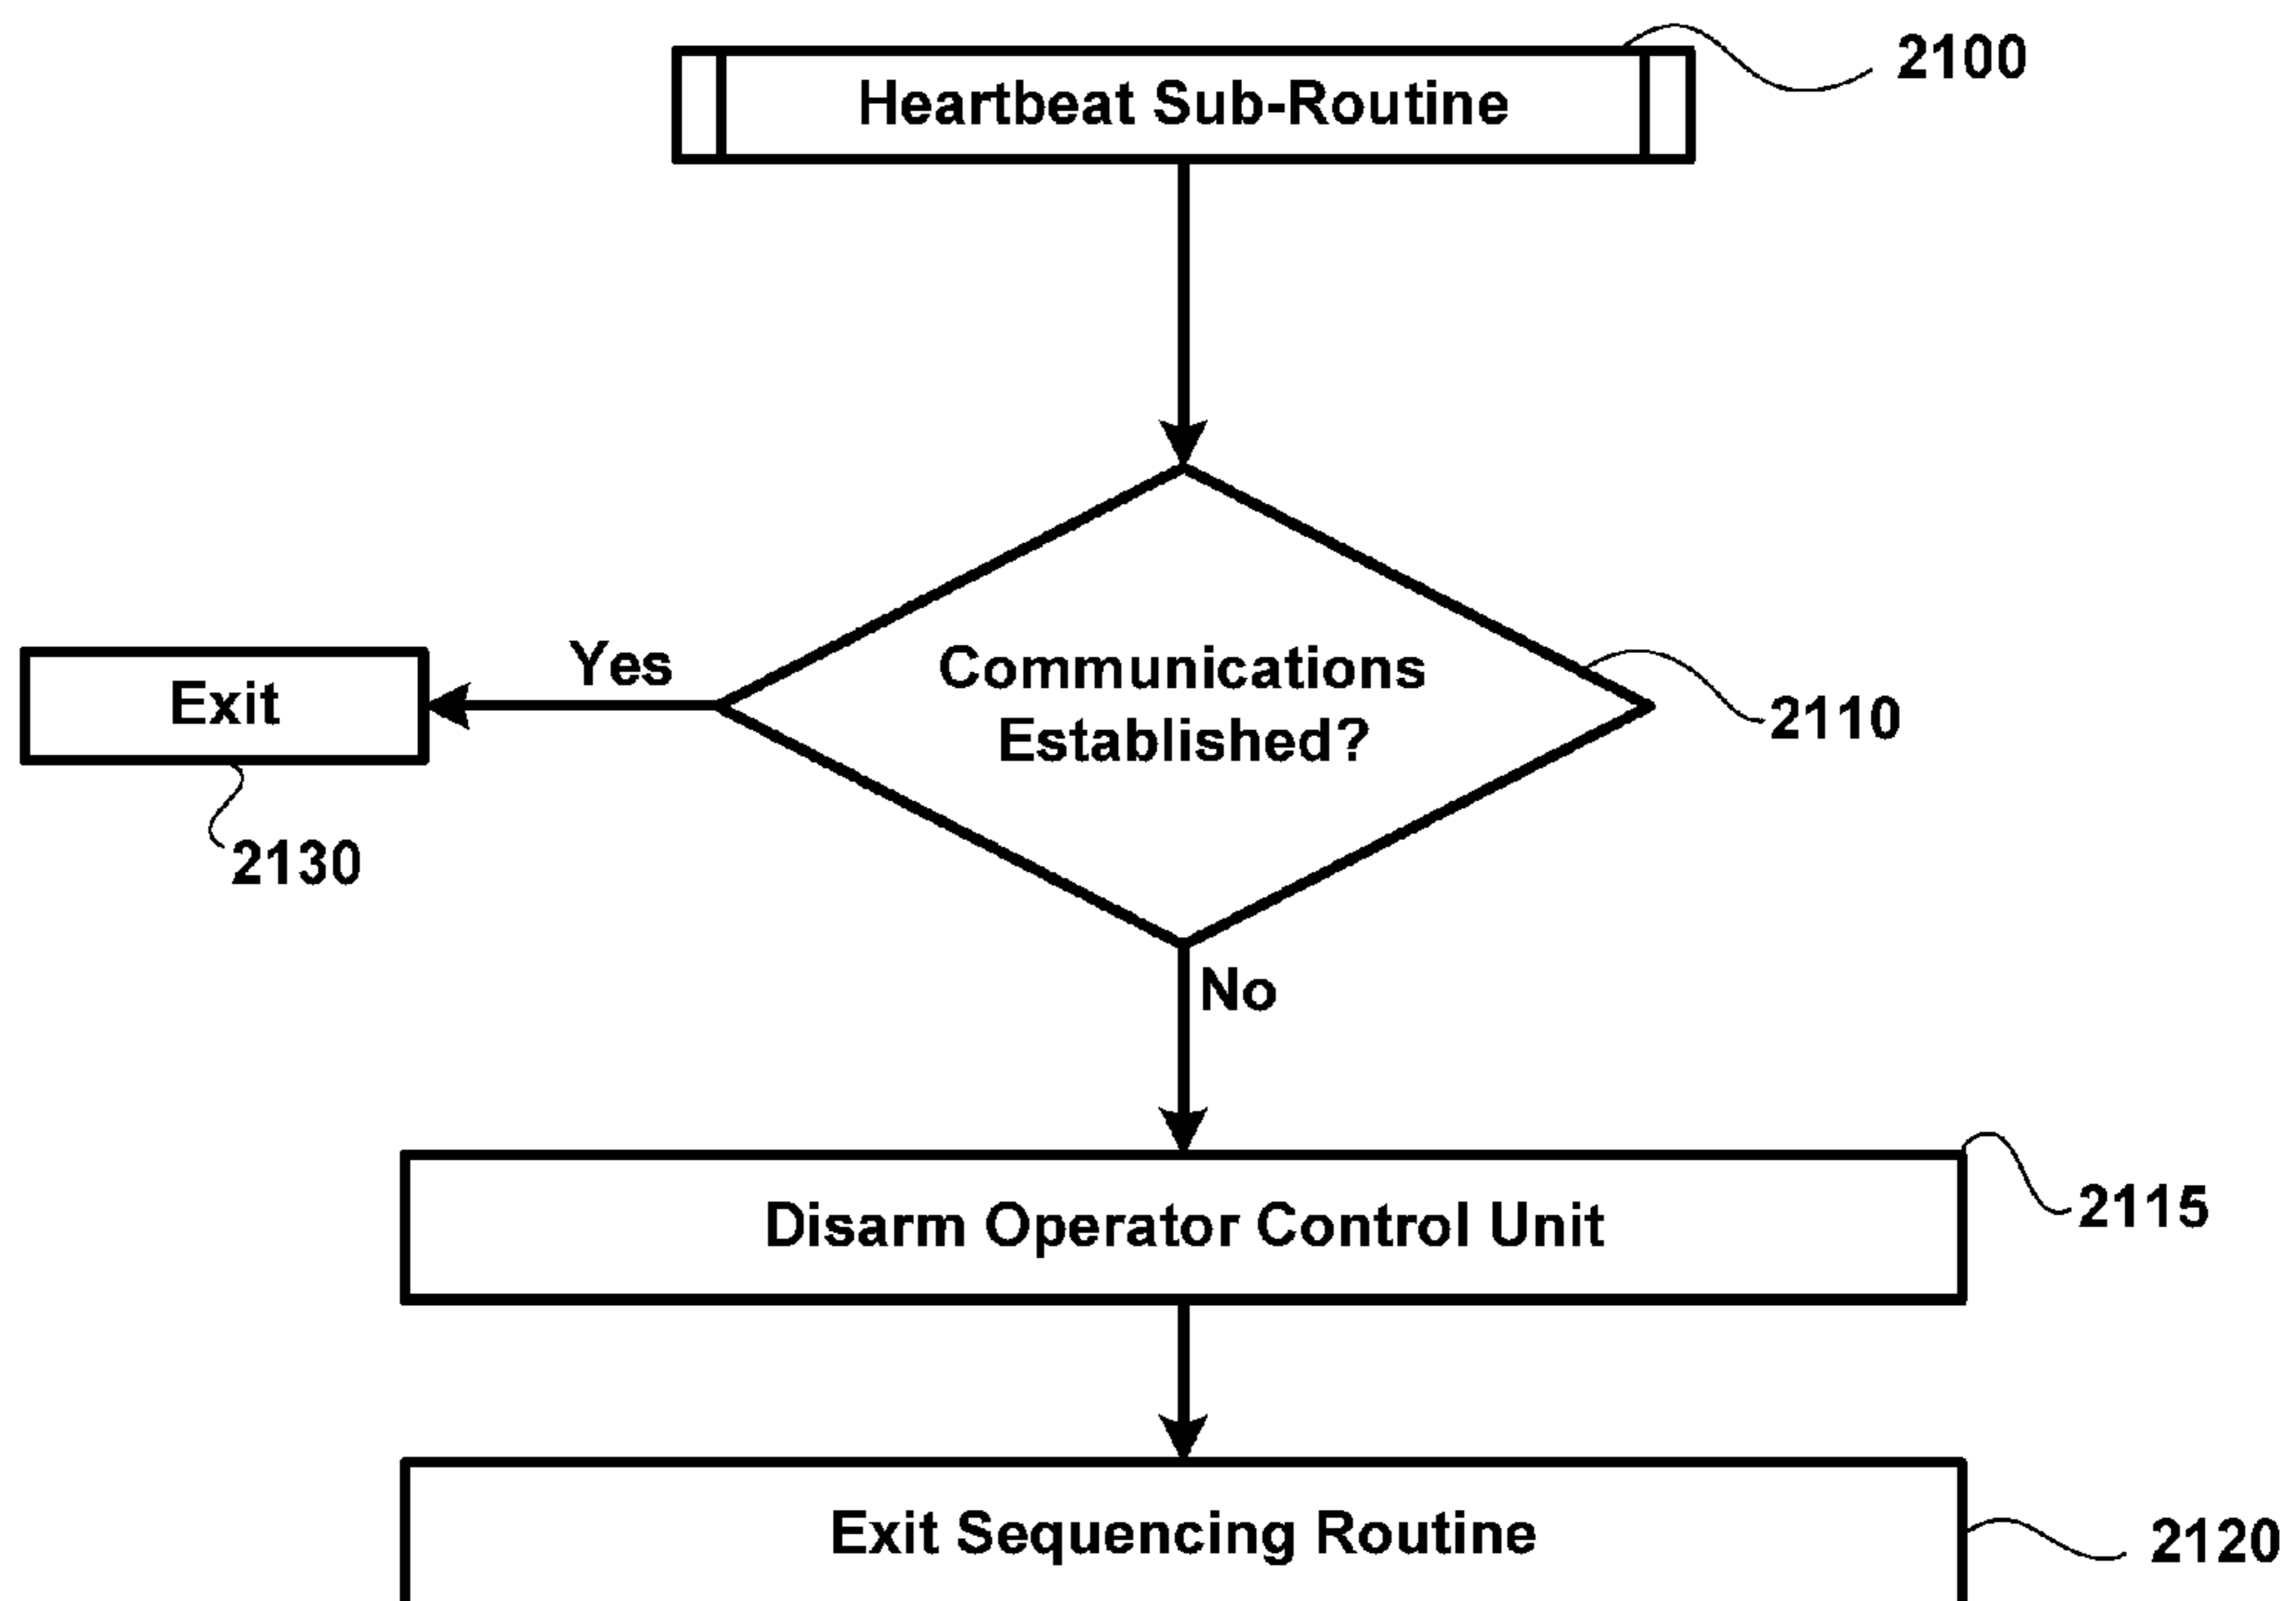 Heartbeat Sub-Routine
2100
Communications
Established?
2110
Yes
Exit
2130
No
Disarm Operator Control Unit
2115
Exit Sequencing Routine
2120